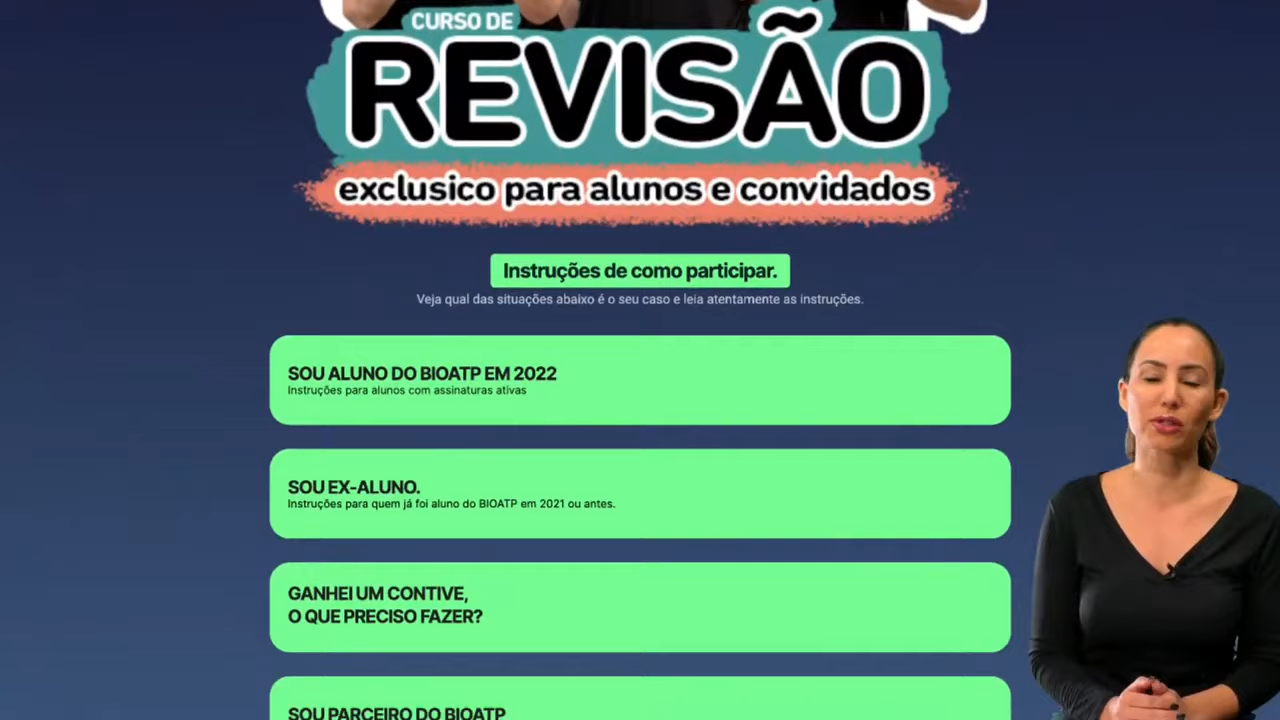 CURSO DE
REVISÃO
exclusico para alunos e convidados
Instruções de como participar.
Veja qual das situações abaixo é o seu caso e leia atentamente as instruções.
SOU ALUNO DO BIOATP EM 2022
Instruções para alunos com assinaturas ativas
SOU EX-ALUNO.
Instruções para quem já foi aluno do BIOATP em 2021 ou antes.
GANHEI UM CONTIVE,
O QUE PRECISO FAZER?
SOU PARCEIRO DO BIOATP